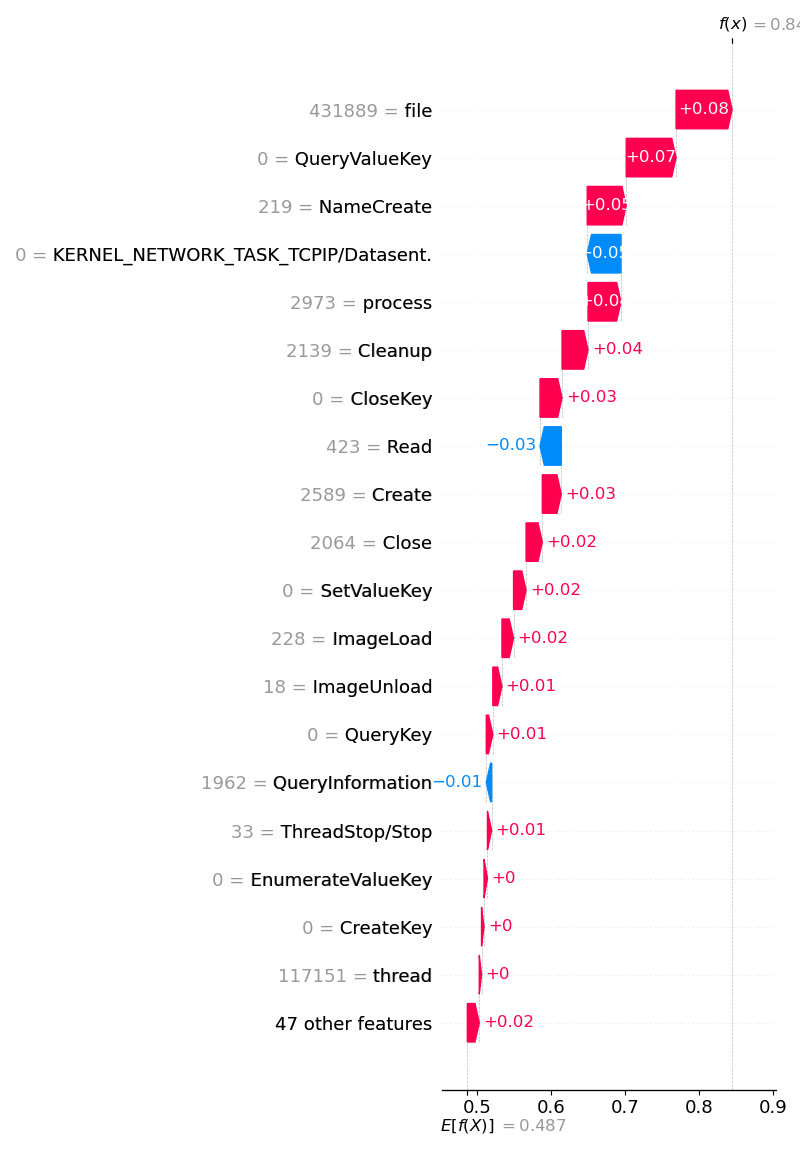 f(x) = 0.84
431889 = file
+0.08
0 = QueryValueKey
+0.07
219 = NameCreate
+0.05
0 = KERNEL_NETWORK_TASK_TCPIP/Datasent.
−0.05
2973 = process
2139 = Cleanup
+0.04
0 = CloseKey
+0.03
423 = Read
−0.03
2589 = Create
+0.03
2064 = Close
+0.02
0 = SetValueKey
+0.02
228 = ImageLoad
+0.02
18 = ImageUnload
+0.01
0 = QueryKey
+0.01
1962 = QueryInformation
−0.01
33 = ThreadStop/Stop
+0.01
0 = EnumerateValueKey
+0
0 = CreateKey
+0
117151 = thread
+0
47 other features
+0.02
0.5 0.6 0.7 0.8 0.9
E[f(X)] = 0.487